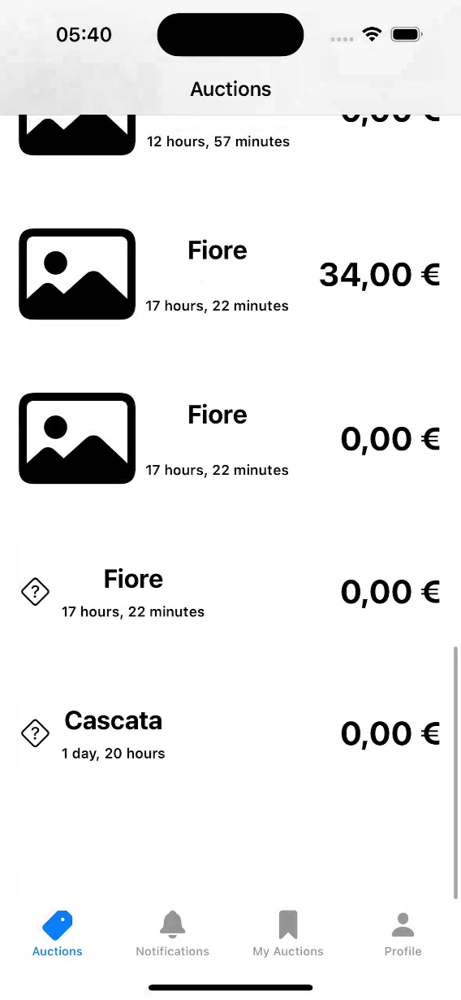 05:40
Auctions
0,00 €
12 hours, 57 minutes
Fiore
34,00 €
17 hours, 22 minutes
Fiore
0,00 €
17 hours, 22 minutes
Fiore
0,00 €
17 hours, 22 minutes
?
Cascata
0,00 €
1 day, 20 hours
?
Auctions
Notifications
My Auctions
Profile